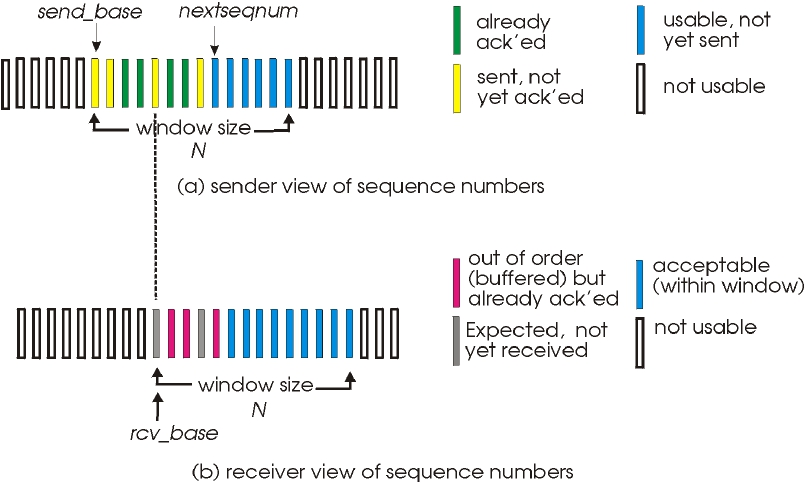 send_base
nextseqnum
already
ack'ed
usable, not
yet sent
sent, not
yet ack'ed
not usable
window size
N
(a) sender view of sequence numbers
out of order
(buffered) but
already ack'ed
acceptable
(within window)
Expected, not
yet received
not usable
window size
N
rcv_base
(b) receiver view of sequence numbers